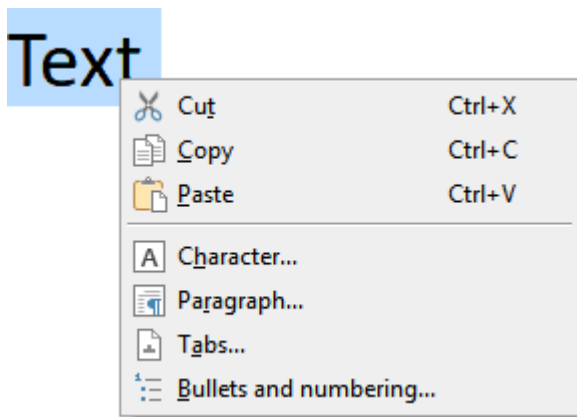 Text
Cut Ctrl+X
Copy Ctrl+C
Paste Ctrl+V
Character...
Paragraph...
Tabs...
Bullets and numbering...